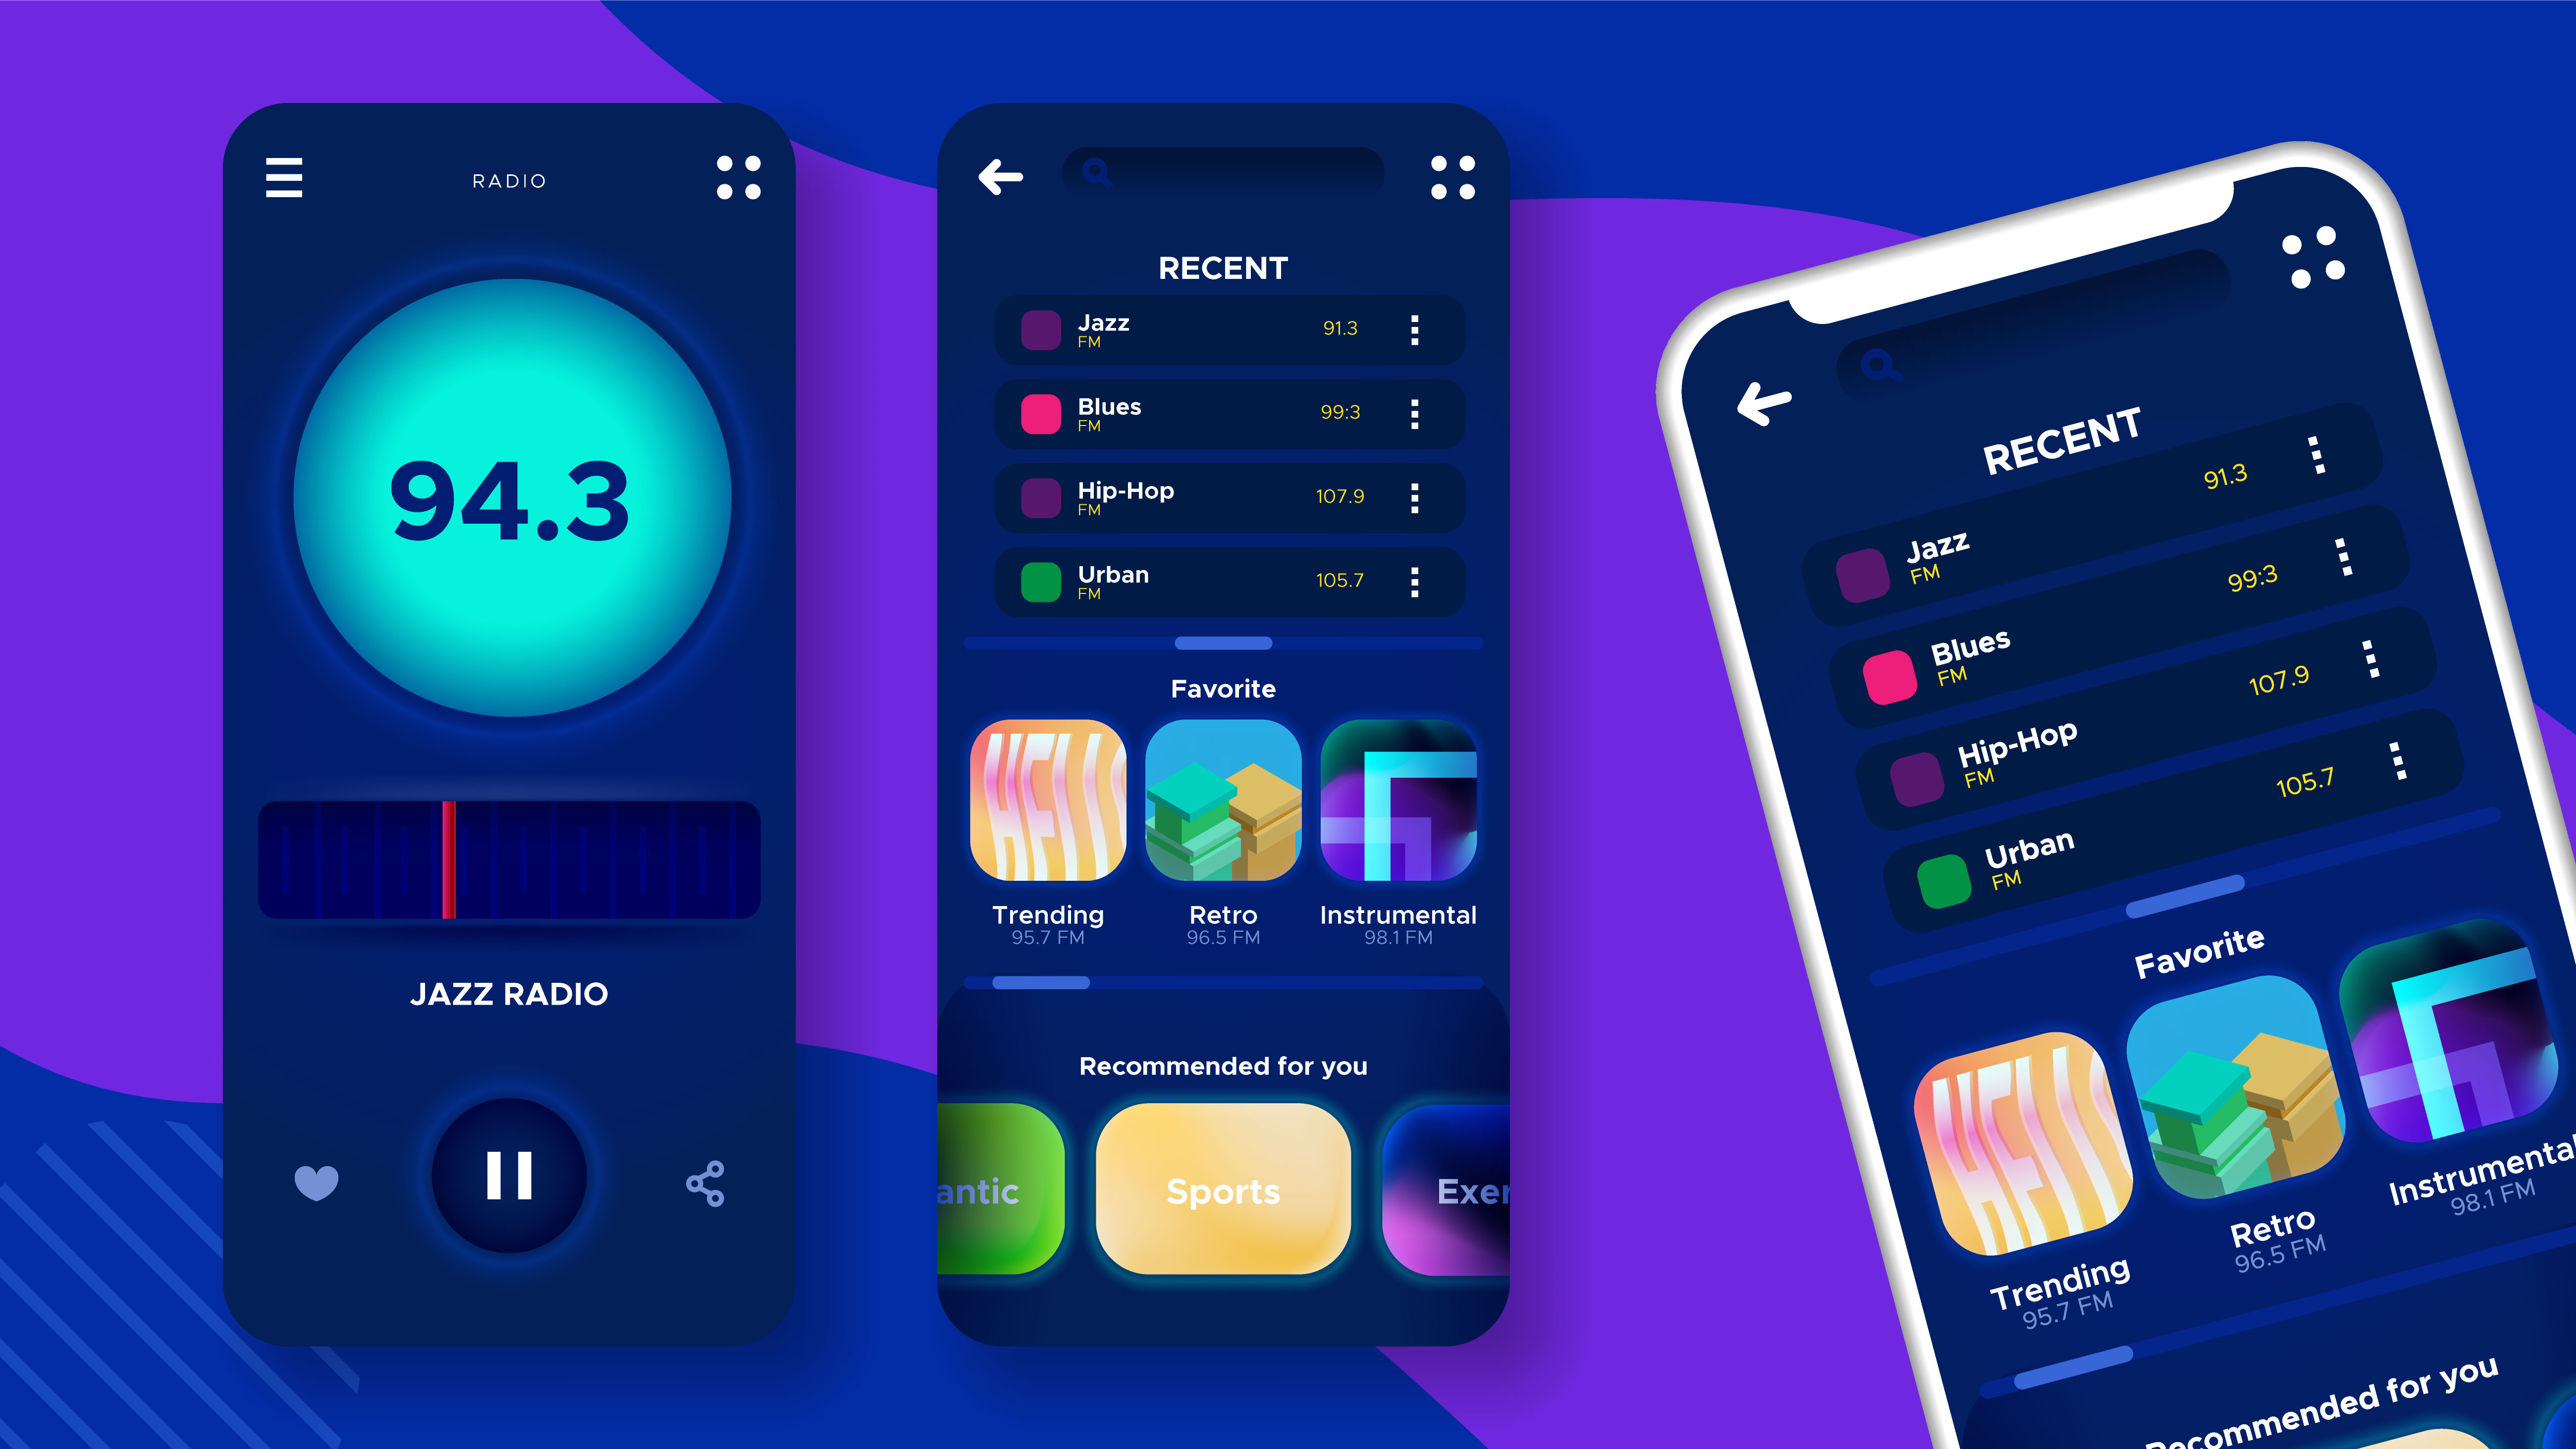 RADIO
94.3
JAZZ RADIO
RECENT
Jazz
FM
91.3
Blues
FM
99:3
Hip-Hop
FM
107.9
Urban
FM
105.7
Favorite
Trending
95.7 FM
Retro
96.5 FM
Instrumental
98.1 FM
Recommended for you
antic
Sports
Exer
RECENT
Jazz
FM
91.3
Blues
FM
99:3
Hip-Hop
FM
107.9
Urban
FM
105.7
Favorite
Trending
95.7 FM
Retro
96.5 FM
Instrumental
98.1 FM
Recommended for you